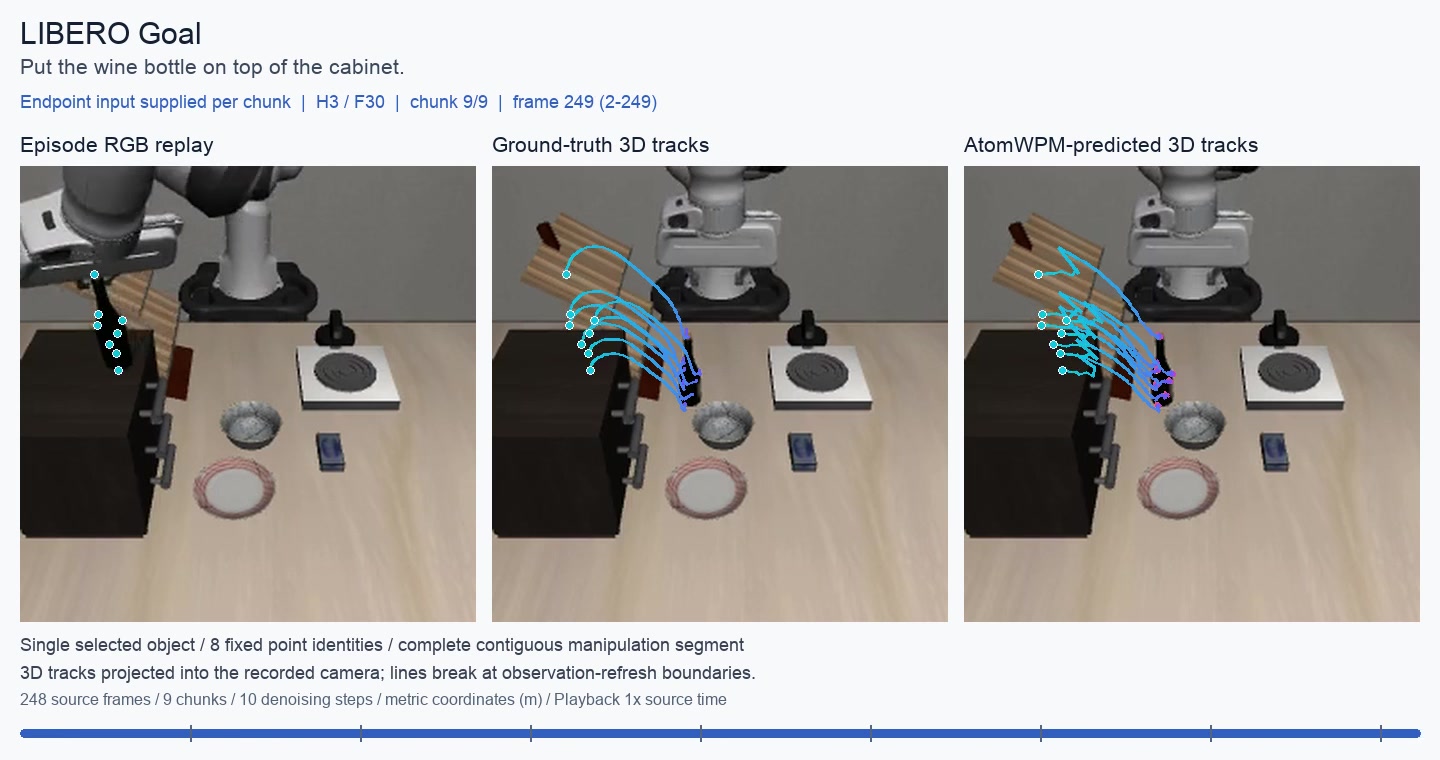 LIBERO Goal
Put the wine bottle on top of the cabinet.
Endpoint input supplied per chunk | H3 / F30 | chunk 9/9 | frame 249 (2-249)
Episode RGB replay
Ground-truth 3D tracks
AtomWPM-predicted 3D tracks
Single selected object / 8 fixed point identities / complete contiguous manipulation segment
3D tracks projected into the recorded camera; lines break at observation-refresh boundaries.
248 source frames / 9 chunks / 10 denoising steps / metric coordinates (m) / Playback 1x source time